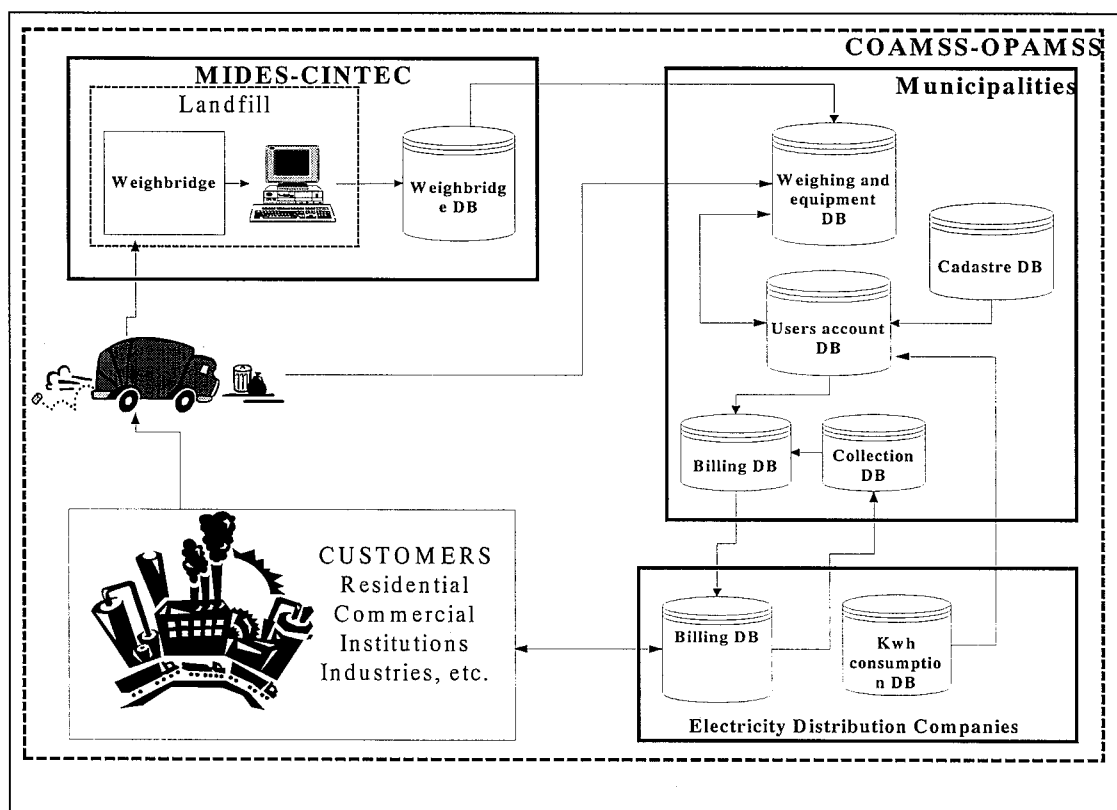 COAMSS-OPAMSS
MIDES-CINTEC
Landfill
Weighbridge
Weighbridg
e DB
Municipalities
Weighing and
equipment
DB
Cadastre DB
Users account
DB
Billing DB
Collection
DB
CUSTOMERS
Residential
Commercial
Institutions
Industries, etc.
Billing DB
Kwh
consumptio
n DB
Electricity Distribution Companies